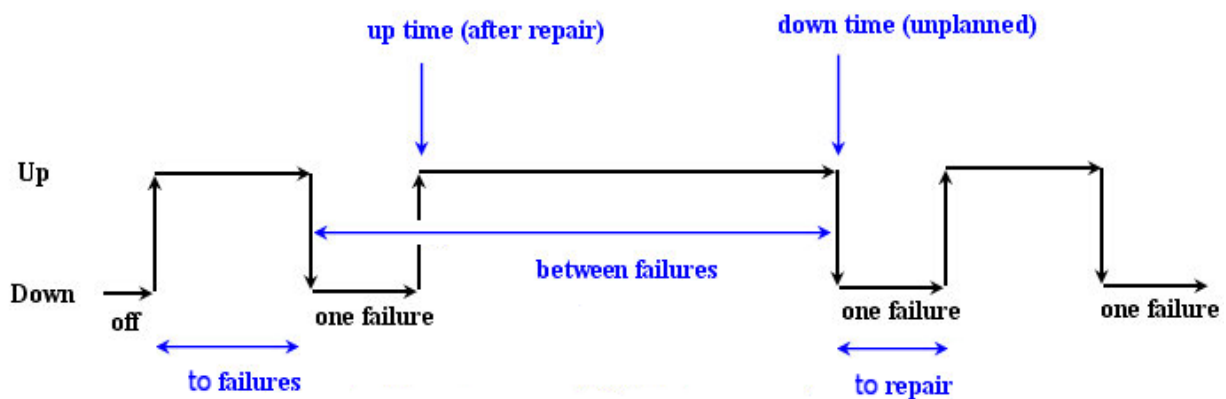 up time (after repair)
down time (unplanned)
Up
between failures
Down
off
one failure
one failure
one failure
to failures
to repair